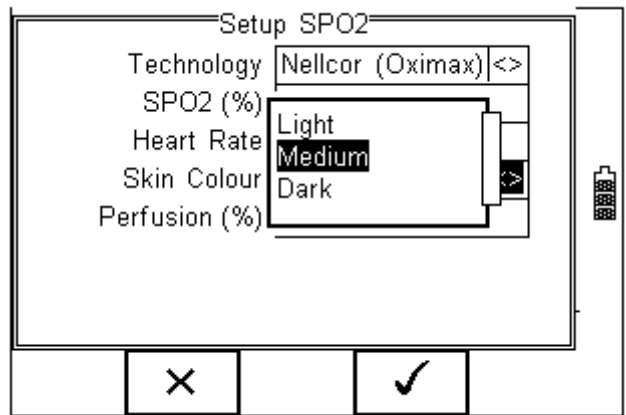 Setup SPO2
Technology Nellcor (Oximax) <>
SPO2 (%)
Light
Heart Rate
Medium
Skin Colour <>
Dark
Perfusion (%)